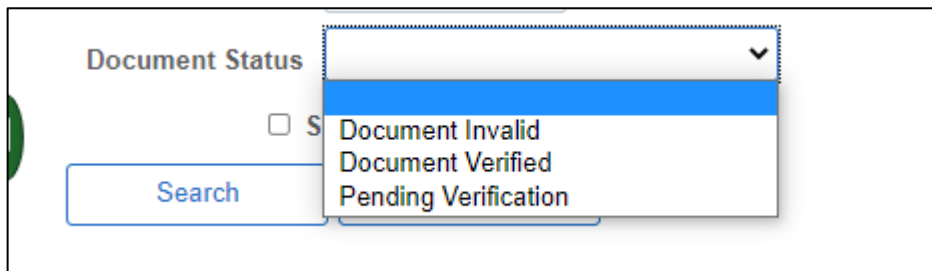 Document Status
Document Invalid
S
Document Verified
Search
Pending Verification